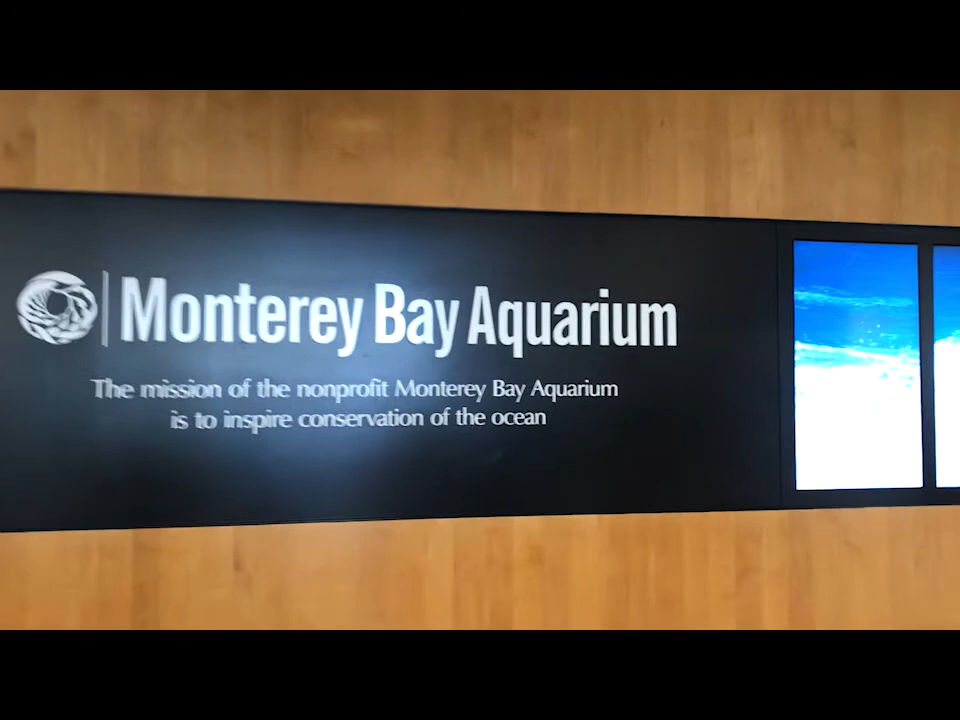 Monterey Bay Aquarium
The mission of the nonprofit Monterey Bay Aquarium
is to inspire conservation of the ocean